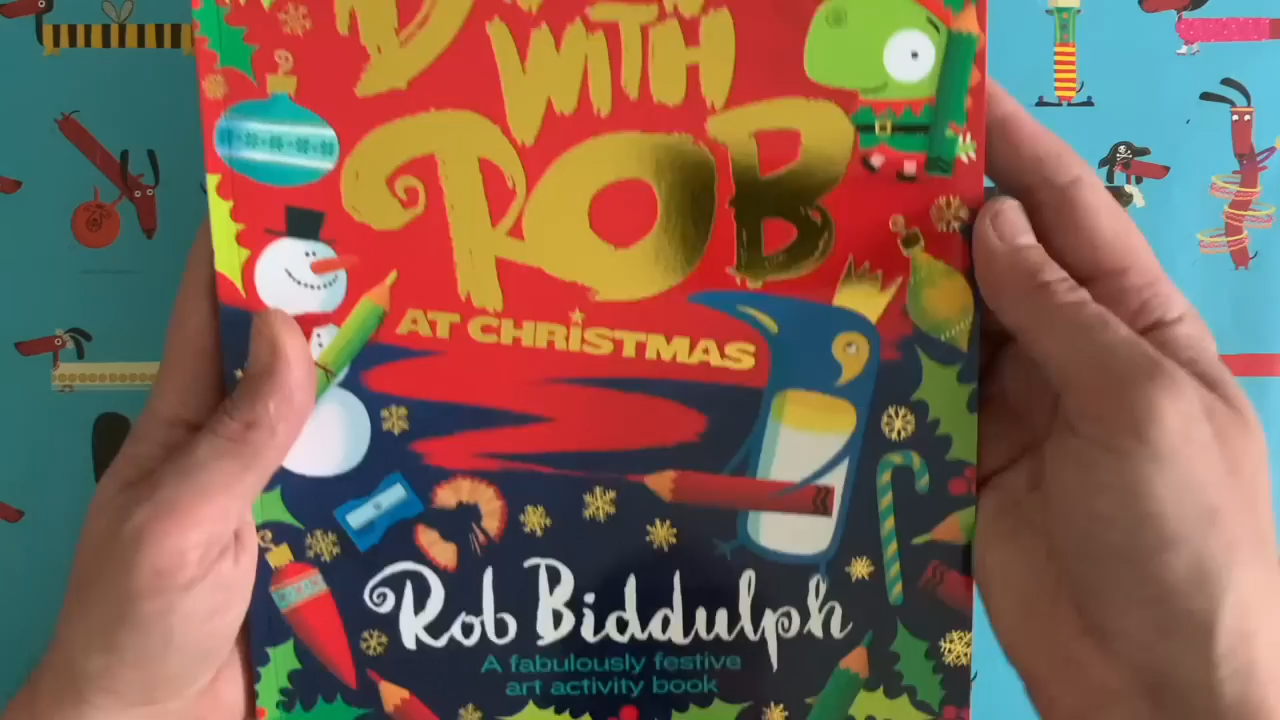 WITH
ROB
AT CHRISTMAS
Rob Biddulph
A fabulously festive
art activity book